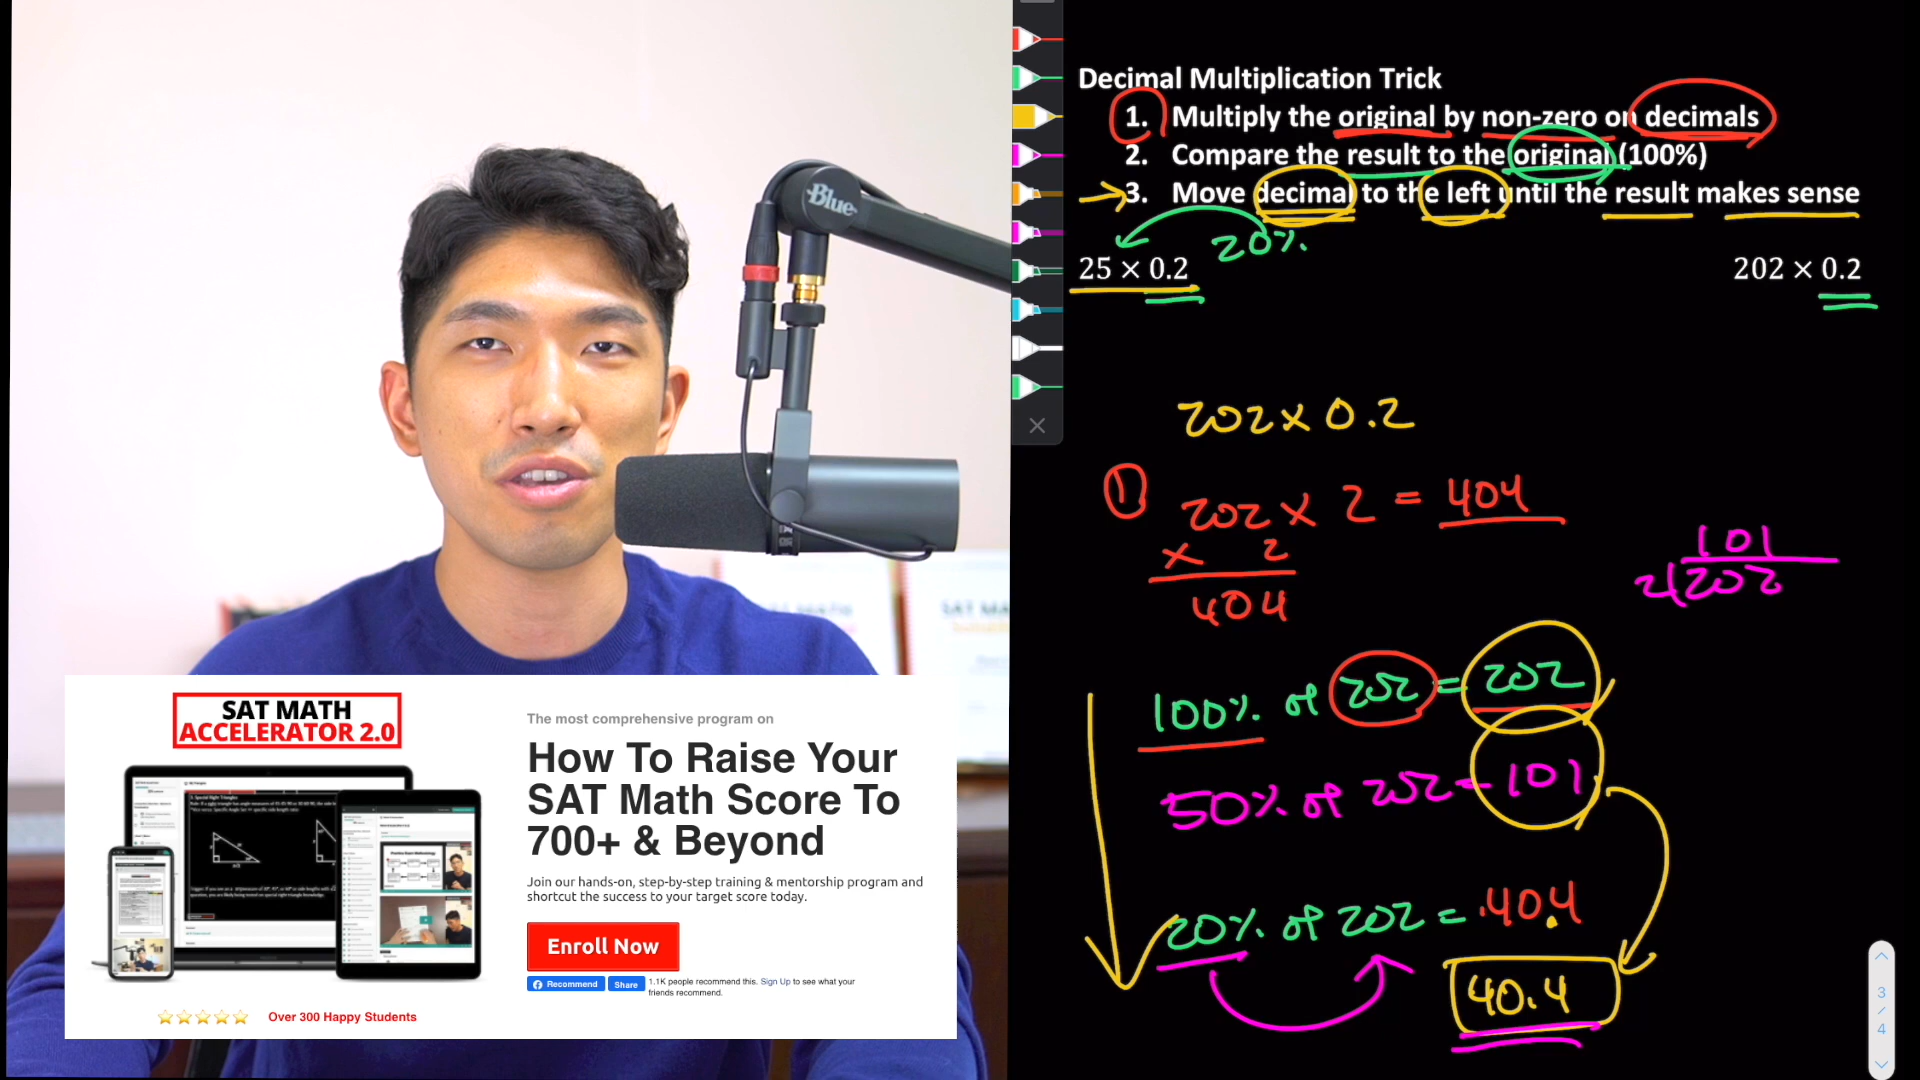 Decimal Multiplication Trick
1. Multiply the original by non-zero on decimals
2. Compare the result to the original (100%)
3. Move decimal to the left until the result makes sense
20%
25 × 0.2
202 × 0.2
202 × 0.2
1 202 × 2 = 404
× 2
404
101
2 202
100% of 202 = 202
50% of 202 = 101
20% of 202 = .40.4
40.4
3
/
4
Blue
SAT MATH
ACCELERATOR 2.0
The most comprehensive program on
How To Raise Your
SAT Math Score To
700+ & Beyond
Join our hands-on, step-by-step training & mentorship program and
shortcut the success to your target score today.
Enroll Now
Recommend Share 1.1K people recommend this. Sign Up to see what your
friends recommend.
Over 300 Happy Students